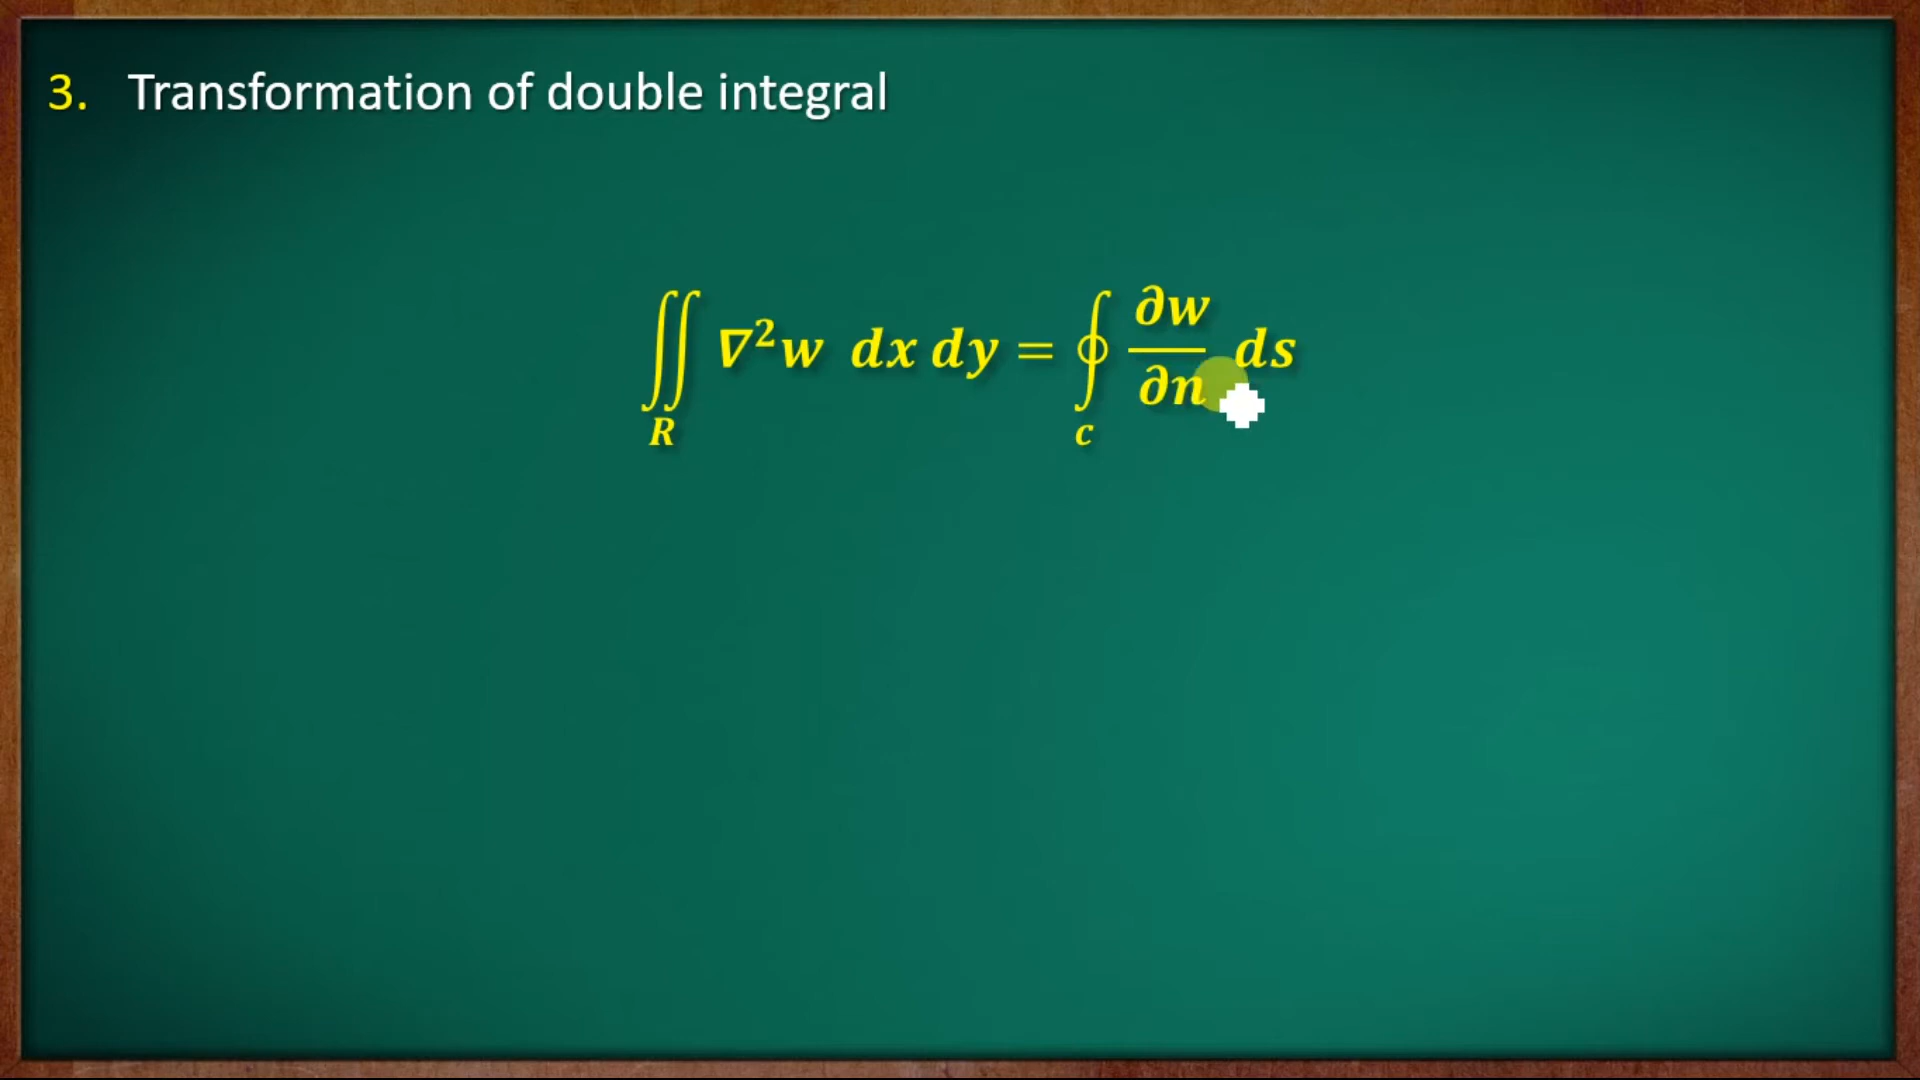 3. Transformation of double integral
∬_R ∇²w dx dy = ∮_c ∂w/∂n ds